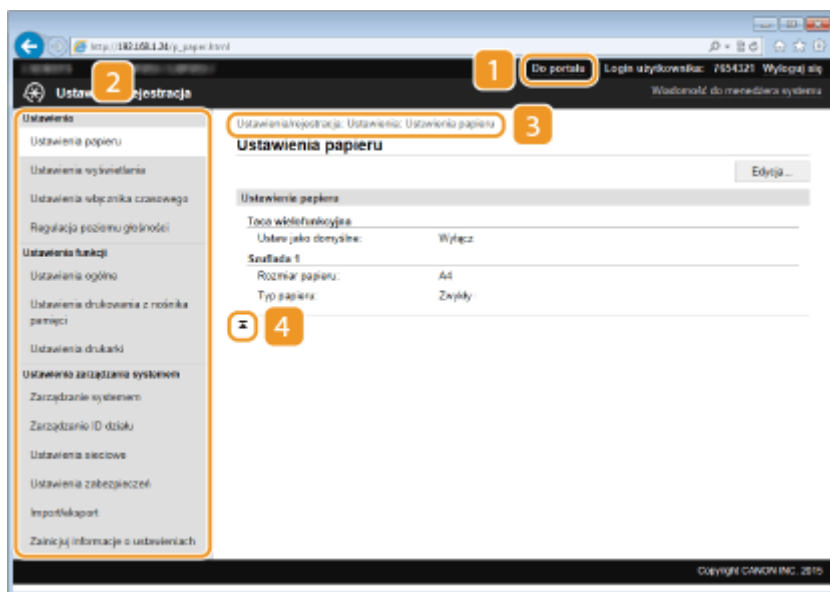 http://192.168.1.24/p_paper.html
1
Do portalu
Login użytkownika: 7654321 Wyloguj się
2
Ustaw ejestracja
Wiadomość do menedżera systemu
Ustawienia
Ustawienia papieru
Ustawienia wyświetlania
Ustawienia włącznika czasowego
Regulacja poziomu głośności
Ustawienia funkcji
Ustawienia ogólne
Ustawienia drukowania z nośnika
pamięci
Ustawienia drukarki
Ustawienia zarządzania systemem
Zarządzanie systemem
Zarządzanie ID działu
Ustawienia sieciowe
Ustawienia zabezpieczeń
Import/eksport
Zainicjuj informacje o ustawieniach
Ustawienia/rejestracja: Ustawienia: Ustawienia papieru
3
Ustawienia papieru
Edycja...
Ustawienia papieru
Taca wielofunkcyjna
Ustaw jako domyślne: Wyłącz
Szuflada 1
Rozmiar papieru: A4
Typ papieru: Zwykły
4
Copyright CANON INC. 2015